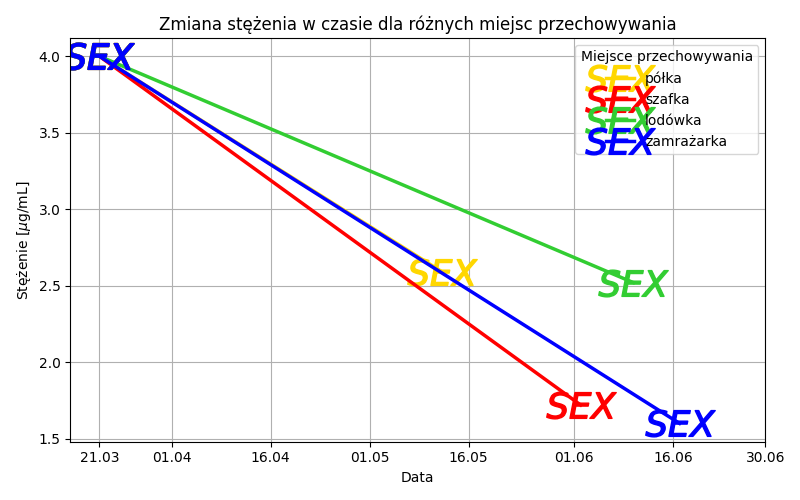 Zmiana stężenia w czasie dla różnych miejsc przechowywania
Stężenie [μg/mL]
4.0
3.5
3.0
2.5
2.0
1.5
SEX
SEX
SEX
SEX
SEX
Miejsce przechowywania
SEX półka
SEX szafka
SEX lodówka
SEX zamrażarka
21.03 01.04 16.04 01.05 16.05 01.06 16.06 30.06
Data